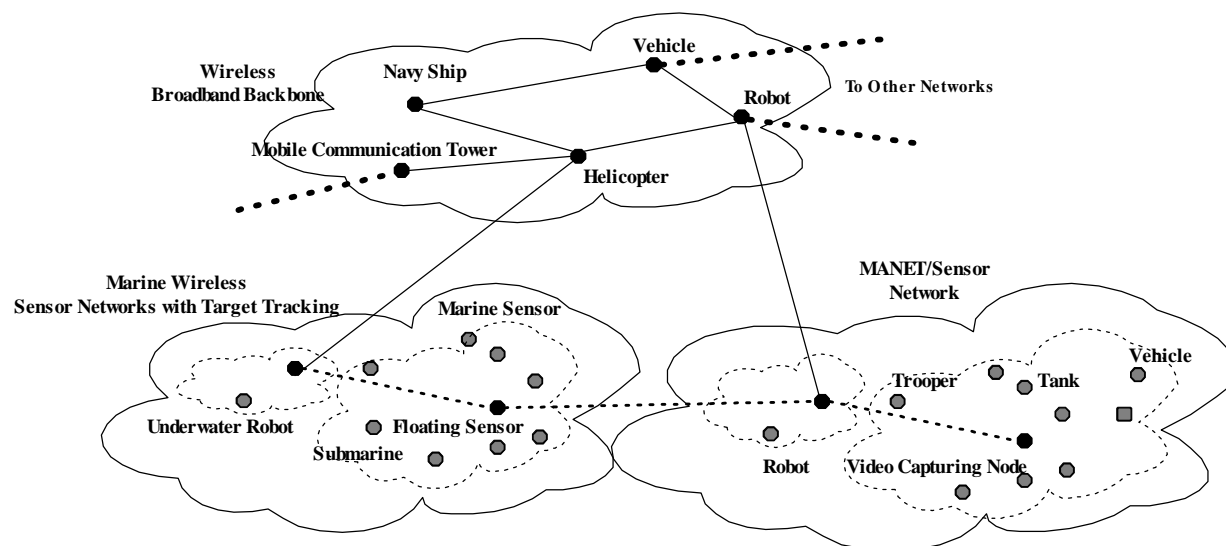 Wireless
Broadband Backbone
Navy Ship
Vehicle
Robot
To Other Networks
Mobile Communication Tower
Helicopter
Marine Wireless
Sensor Networks with Target Tracking
Marine Sensor
Underwater Robot
Floating Sensor
Submarine
MANET/Sensor
Network
Vehicle
Trooper
Tank
Robot
Video Capturing Node